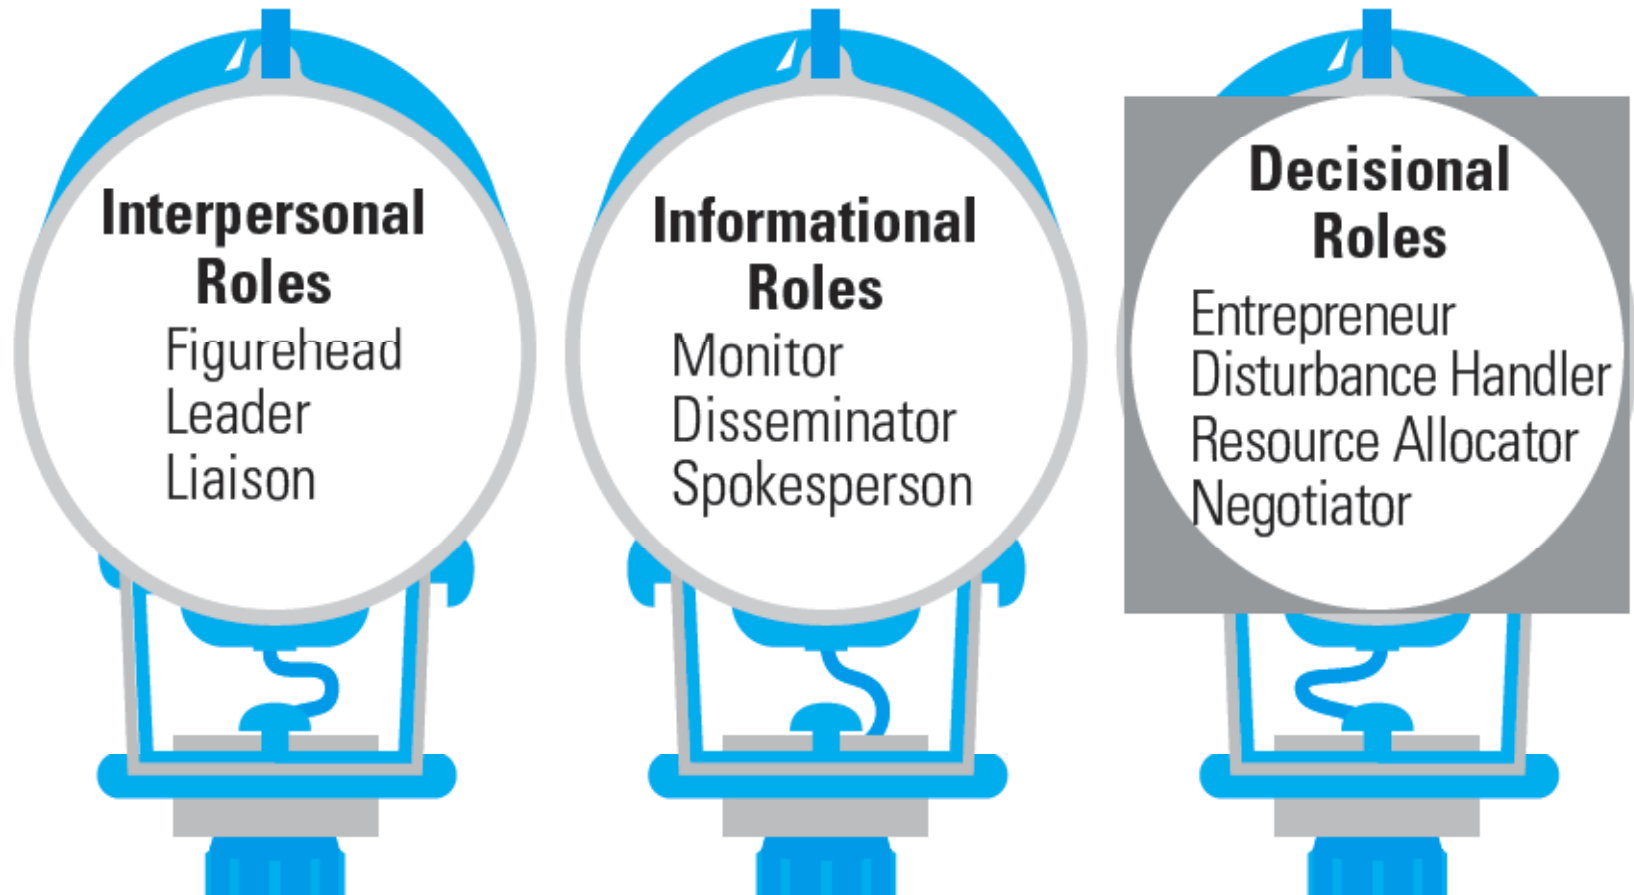 Interpersonal
Roles
Figurehead
Leader
Liaison
Informational
Roles
Monitor
Disseminator
Spokesperson
Decisional
Roles
Entrepreneur
Disturbance Handler
Resource Allocator
Negotiator